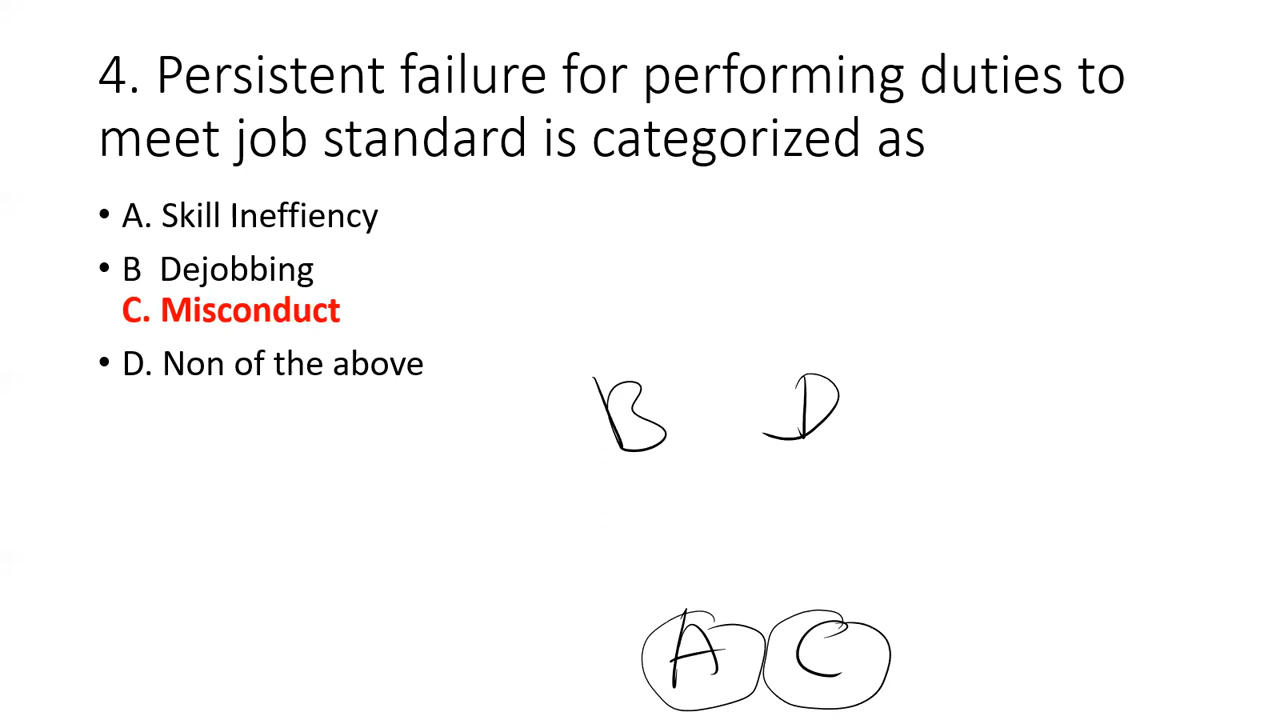 4. Persistent failure for performing duties to
meet job standard is categorized as
• A. Skill Ineffiency
• B Dejobbing
C. Misconduct
• D. Non of the above
B D
A C